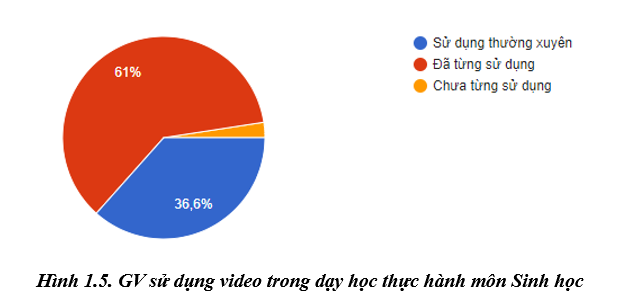 Sử dụng thường xuyên
Đã từng sử dụng
Chưa từng sử dụng
61%
36,6%
Hình 1.5. GV sử dụng video trong dạy học thực hành môn Sinh học